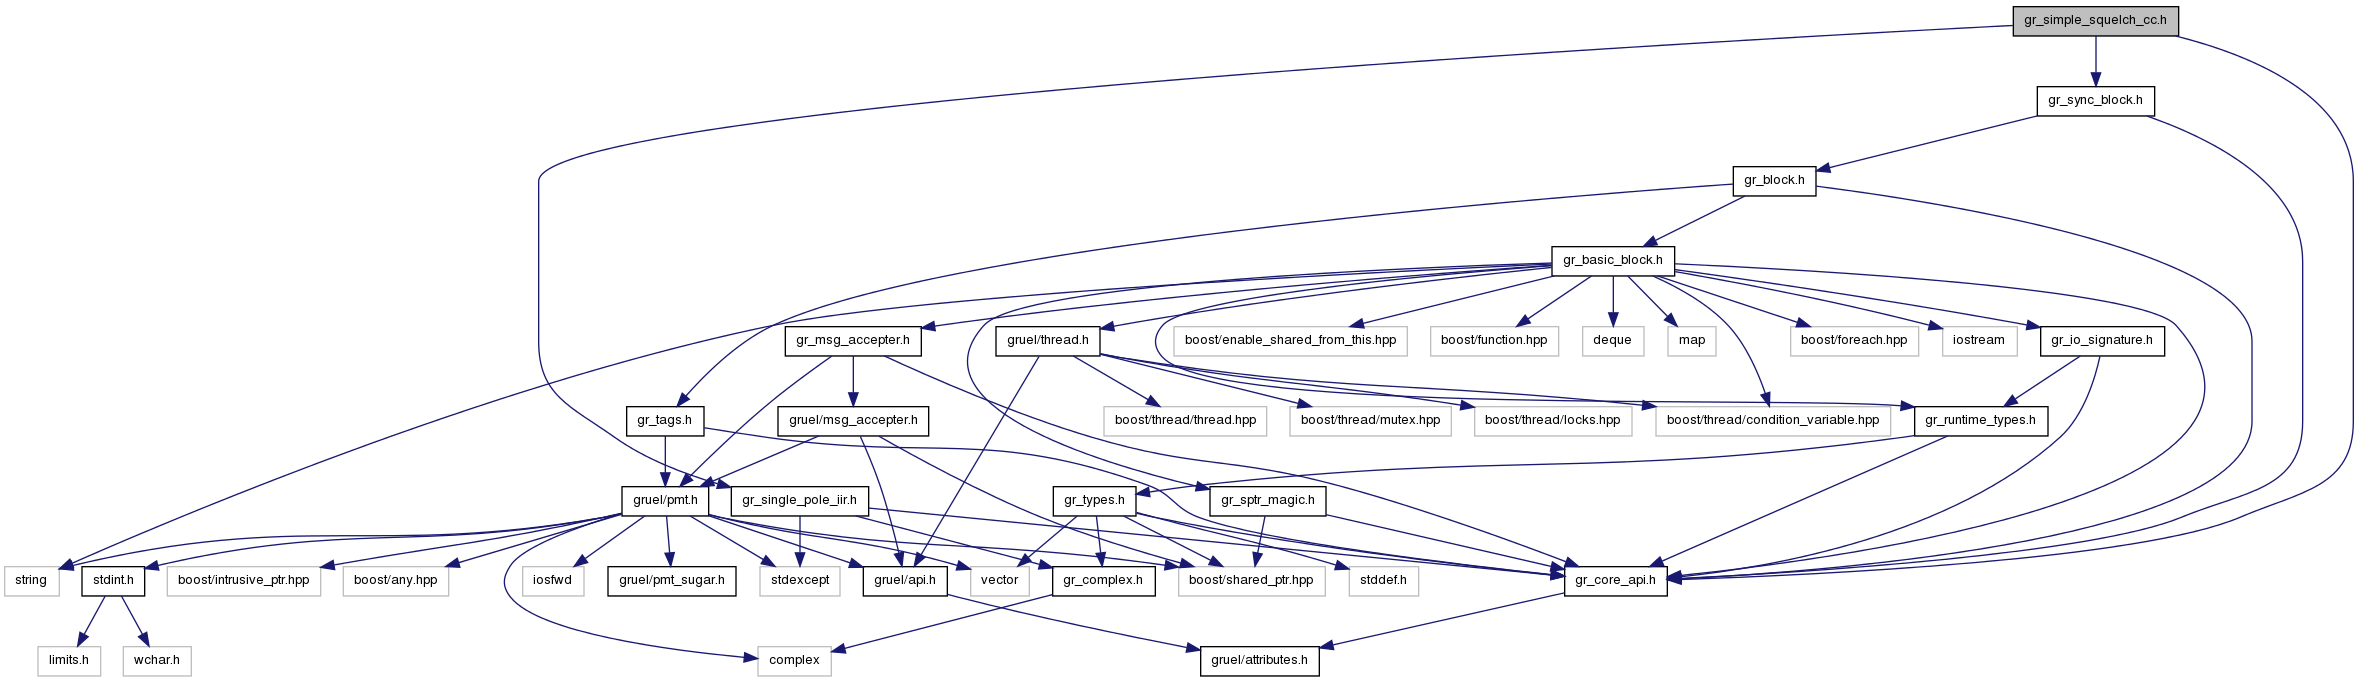 gr_simple_squelch_cc.h
gr_sync_block.h
gr_block.h
gr_basic_block.h
gr_msg_accepter.h
gruel/thread.h
boost/enable_shared_from_this.hpp
boost/function.hpp
deque
map
boost/foreach.hpp
iostream
gr_io_signature.h
gr_tags.h
gruel/msg_accepter.h
boost/thread/thread.hpp
boost/thread/mutex.hpp
boost/thread/locks.hpp
boost/thread/condition_variable.hpp
gr_runtime_types.h
gruel/pmt.h
gr_single_pole_iir.h
gr_types.h
gr_sptr_magic.h
string
stdint.h
boost/intrusive_ptr.hpp
boost/any.hpp
iosfwd
gruel/pmt_sugar.h
stdexcept
gruel/api.h
vector
gr_complex.h
boost/shared_ptr.hpp
stddef.h
gr_core_api.h
limits.h
wchar.h
complex
gruel/attributes.h